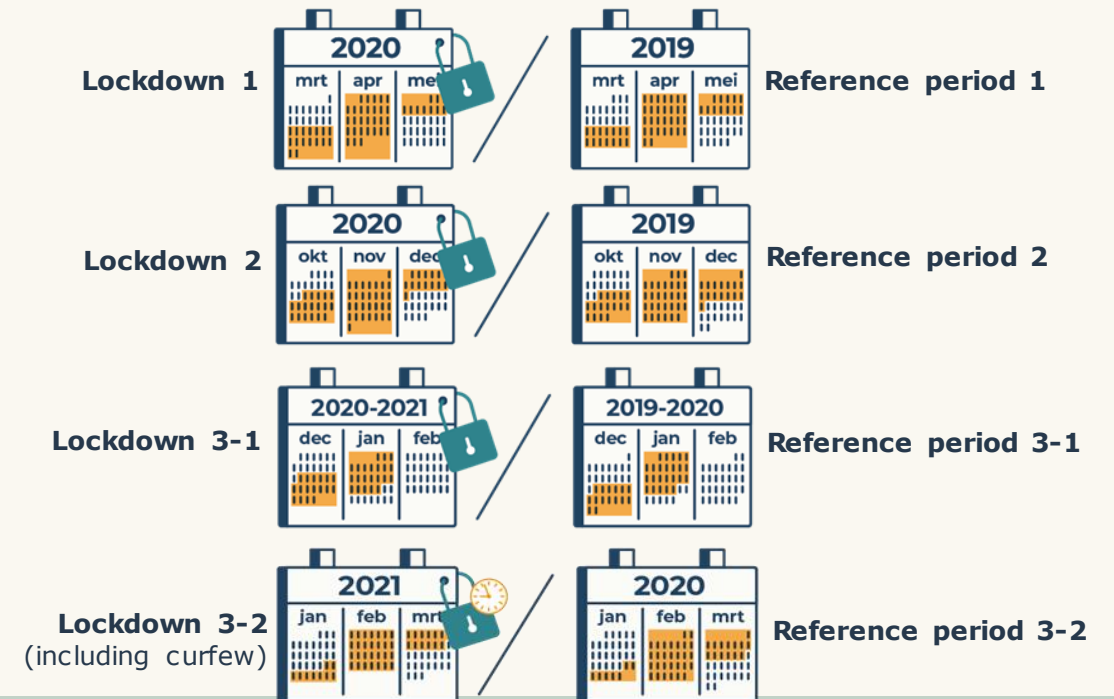 2020
2019
Lockdown 1
mrt apr mei
mrt apr mei
Reference period 1
2020
2019
Lockdown 2
okt nov dec
okt nov dec
Reference period 2
2020-2021
2019-2020
Lockdown 3-1
dec jan feb
dec jan feb
Reference period 3-1
2021
2020
Lockdown 3-2
(including curfew)
jan feb mrt
jan feb mrt
Reference period 3-2